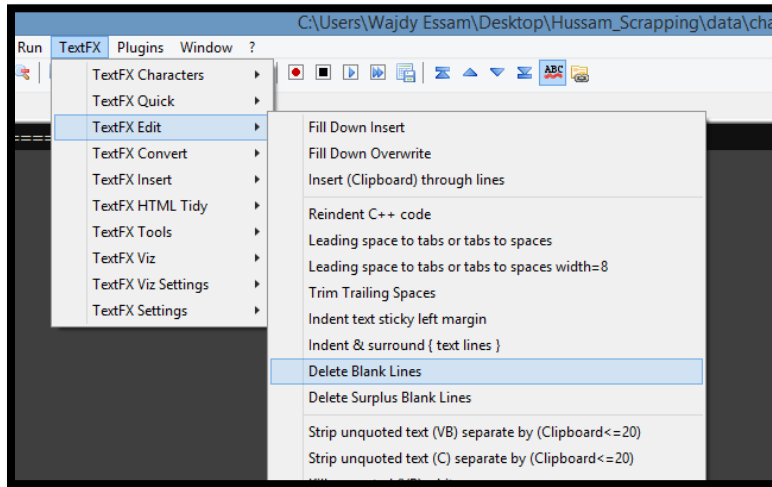 C:\Users\Wajdy Essam\Desktop\Hussam_Scrapping\data\cha
Run TextFX Plugins Window ?
ABC
TextFX Characters
TextFX Quick
TextFX Edit
TextFX Convert
TextFX Insert
TextFX HTML Tidy
TextFX Tools
TextFX Viz
TextFX Viz Settings
TextFX Settings
====
Fill Down Insert
Fill Down Overwrite
Insert (Clipboard) through lines
Reindent C++ code
Leading space to tabs or tabs to spaces
Leading space to tabs or tabs to spaces width=8
Trim Trailing Spaces
Indent text sticky left margin
Indent & surround { text lines }
Delete Blank Lines
Delete Surplus Blank Lines
Strip unquoted text (VB) separate by (Clipboard<=20)
Strip unquoted text (C) separate by (Clipboard<=20)